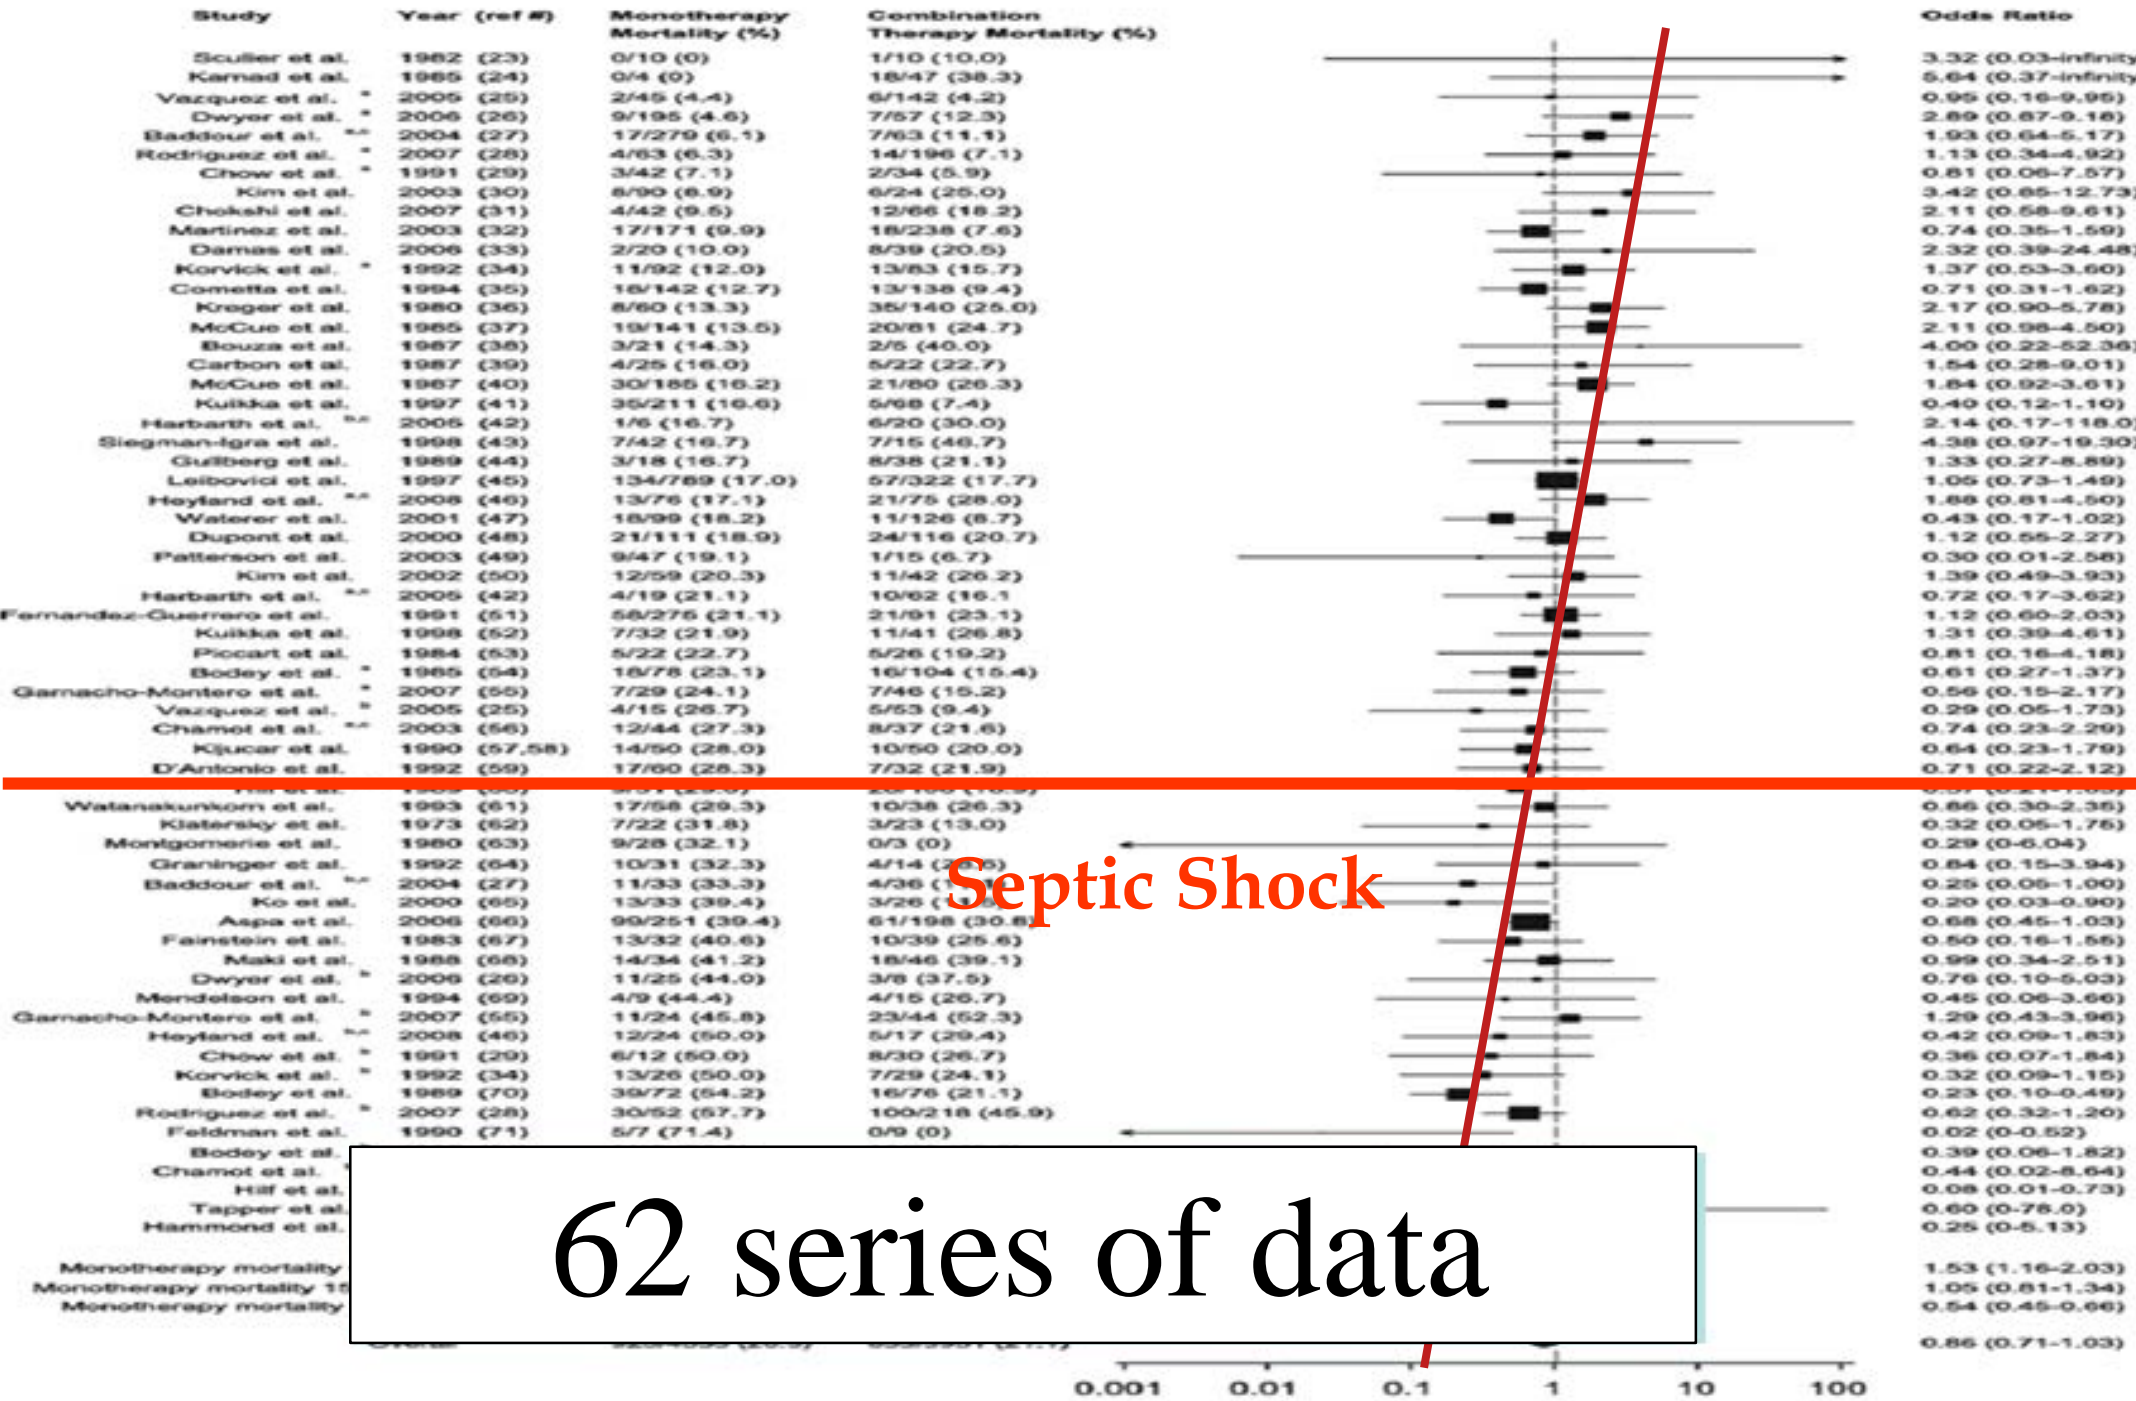 Study Year (ref #) Monotherapy Mortality (%) Combination Therapy Mortality (%) Odds Ratio
Sculier et al. 1982 (23) 0/10 (0) 1/10 (10.0) 3.32 (0.03-infinity
Karnad et al. 1985 (24) 0/4 (0) 18/47 (38.3) 5.64 (0.37-infinity
Vazquez et al. a 2005 (25) 2/45 (4.4) 6/142 (4.2) 0.95 (0.16-9.95)
Dwyer et al. a 2006 (26) 9/195 (4.6) 7/57 (12.3) 2.89 (0.87-9.18)
Baddour et al. a,c 2004 (27) 17/279 (6.1) 7/63 (11.1) 1.93 (0.64-5.17)
Rodriguez et al. a 2007 (28) 4/63 (6.3) 14/196 (7.1) 1.13 (0.34-4.92)
Chow et al. a 1991 (29) 3/42 (7.1) 2/34 (5.9) 0.81 (0.06-7.57)
Kim et al. 2003 (30) 8/90 (8.9) 6/24 (25.0) 3.42 (0.85-12.73)
Chokshi et al. 2007 (31) 4/42 (9.5) 12/66 (18.2) 2.11 (0.58-9.61)
Martinez et al. 2003 (32) 17/171 (9.9) 18/238 (7.6) 0.74 (0.35-1.59)
Damas et al. 2006 (33) 2/20 (10.0) 8/39 (20.5) 2.32 (0.39-24.48)
Korvick et al. a 1992 (34) 11/92 (12.0) 13/83 (15.7) 1.37 (0.53-3.60)
Cometta et al. 1994 (35) 18/142 (12.7) 13/138 (9.4) 0.71 (0.31-1.62)
Kreger et al. 1980 (36) 8/60 (13.3) 35/140 (25.0) 2.17 (0.90-5.78)
McCue et al. 1985 (37) 19/141 (13.5) 20/81 (24.7) 2.11 (0.98-4.50)
Bouza et al. 1987 (38) 3/21 (14.3) 2/5 (40.0) 4.00 (0.22-52.36)
Carbon et al. 1987 (39) 4/25 (16.0) 5/22 (22.7) 1.54 (0.28-9.01)
McCue et al. 1987 (40) 30/185 (16.2) 21/80 (26.3) 1.84 (0.92-3.61)
Kuikka et al. 1997 (41) 35/211 (16.6) 5/68 (7.4) 0.40 (0.12-1.10)
Harbarth et al. b,c 2005 (42) 1/6 (16.7) 6/20 (30.0) 2.14 (0.17-118.0)
Siegman-Igra et al. 1998 (43) 7/42 (16.7) 7/15 (46.7) 4.38 (0.97-19.30)
Gullberg et al. 1989 (44) 3/18 (16.7) 8/38 (21.1) 1.33 (0.27-8.89)
Leibovici et al. 1997 (45) 134/789 (17.0) 57/322 (17.7) 1.05 (0.73-1.49)
Heyland et al. a,c 2008 (46) 13/76 (17.1) 21/75 (28.0) 1.88 (0.81-4.50)
Waterer et al. 2001 (47) 18/99 (18.2) 11/126 (8.7) 0.43 (0.17-1.02)
Dupont et al. 2000 (48) 21/111 (18.9) 24/116 (20.7) 1.12 (0.55-2.27)
Patterson et al. 2003 (49) 9/47 (19.1) 1/15 (6.7) 0.30 (0.01-2.58)
Kim et al. 2002 (50) 12/59 (20.3) 11/42 (26.2) 1.39 (0.49-3.93)
Harbarth et al. a,c 2005 (42) 4/19 (21.1) 10/62 (16.1 0.72 (0.17-3.62)
Fernandez-Guerrero et al. 1991 (51) 58/275 (21.1) 21/91 (23.1) 1.12 (0.60-2.03)
Kuikka et al. 1998 (52) 7/32 (21.9) 11/41 (26.8) 1.31 (0.39-4.61)
Piccart et al. 1984 (53) 5/22 (22.7) 5/26 (19.2) 0.81 (0.16-4.18)
Bodey et al. a 1985 (54) 18/78 (23.1) 16/104 (15.4) 0.61 (0.27-1.37)
Garnacho-Montero et al. a 2007 (55) 7/29 (24.1) 7/46 (15.2) 0.56 (0.15-2.17)
Vazquez et al. b 2005 (25) 4/15 (26.7) 5/53 (9.4) 0.29 (0.05-1.73)
Chamot et al. a,c 2003 (56) 12/44 (27.3) 8/37 (21.6) 0.74 (0.23-2.29)
Kljucar et al. 1990 (57,58) 14/50 (28.0) 10/50 (20.0) 0.64 (0.23-1.79)
D'Antonio et al. 1992 (59) 17/60 (28.3) 7/32 (21.9) 0.71 (0.22-2.12)
Watanakunkorn et al. 1993 (61) 17/58 (29.3) 10/38 (26.3) 0.86 (0.30-2.35)
Klatersky et al. 1973 (62) 7/22 (31.8) 3/23 (13.0) 0.32 (0.05-1.75)
Montgomerie et al. 1980 (63) 9/28 (32.1) 0/3 (0) 0.29 (0-6.04)
Graninger et al. 1992 (64) 10/31 (32.3) 4/14 0.84 (0.15-3.94)
Septic Shock
Baddour et al. b,c 2004 (27) 11/33 (33.3) 4/36 0.25 (0.05-1.00)
Ko et al. 2000 (65) 13/33 (39.4) 3/26 0.20 (0.03-0.90)
Aspa et al. 2006 (66) 99/251 (39.4) 61/198 (30.8) 0.68 (0.45-1.03)
Fainstein et al. 1983 (67) 13/32 (40.6) 10/39 (25.6) 0.50 (0.16-1.55)
Maki et al. 1988 (68) 14/34 (41.2) 18/46 (39.1) 0.99 (0.34-2.51)
Dwyer et al. b 2006 (26) 11/25 (44.0) 3/8 (37.5) 0.76 (0.10-5.03)
Mendelson et al. 1994 (69) 4/9 (44.4) 4/15 (26.7) 0.45 (0.06-3.66)
Garnacho-Montero et al. b 2007 (55) 11/24 (45.8) 23/44 (52.3) 1.29 (0.43-3.96)
Heyland et al. b,c 2008 (46) 12/24 (50.0) 5/17 (29.4) 0.42 (0.09-1.83)
Chow et al. b 1991 (29) 6/12 (50.0) 8/30 (26.7) 0.36 (0.07-1.84)
Korvick et al. b 1992 (34) 13/26 (50.0) 7/29 (24.1) 0.32 (0.09-1.15)
Bodey et al. 1989 (70) 39/72 (54.2) 16/76 (21.1) 0.23 (0.10-0.49)
Rodriguez et al. b 2007 (28) 30/52 (57.7) 100/218 (45.9) 0.62 (0.32-1.20)
Feldman et al. 1990 (71) 5/7 (71.4) 0/9 (0) 0.02 (0-0.52)
Bodey et al. 0.39 (0.06-1.82)
Chamot et al. 0.44 (0.02-8.64)
Hilf et al. 0.08 (0.01-0.73)
Tapper et al. 0.60 (0-78.0)
Hammond et al. 0.25 (0-5.13)
62 series of data
Monotherapy mortality 1.53 (1.16-2.03)
Monotherapy mortality 15 1.05 (0.81-1.34)
Monotherapy mortality 0.54 (0.45-0.66)
0.86 (0.71-1.03)
0.001 0.01 0.1 1 10 100